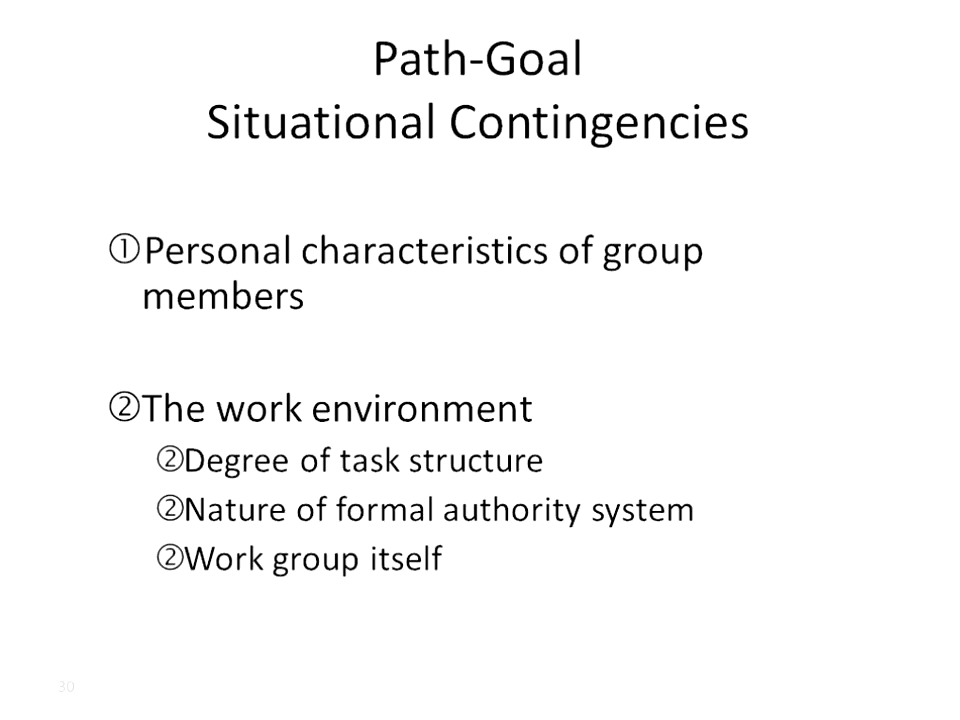 Path-Goal
Situational Contingencies
①Personal characteristics of group
members
②The work environment
②Degree of task structure
②Nature of formal authority system
②Work group itself
30